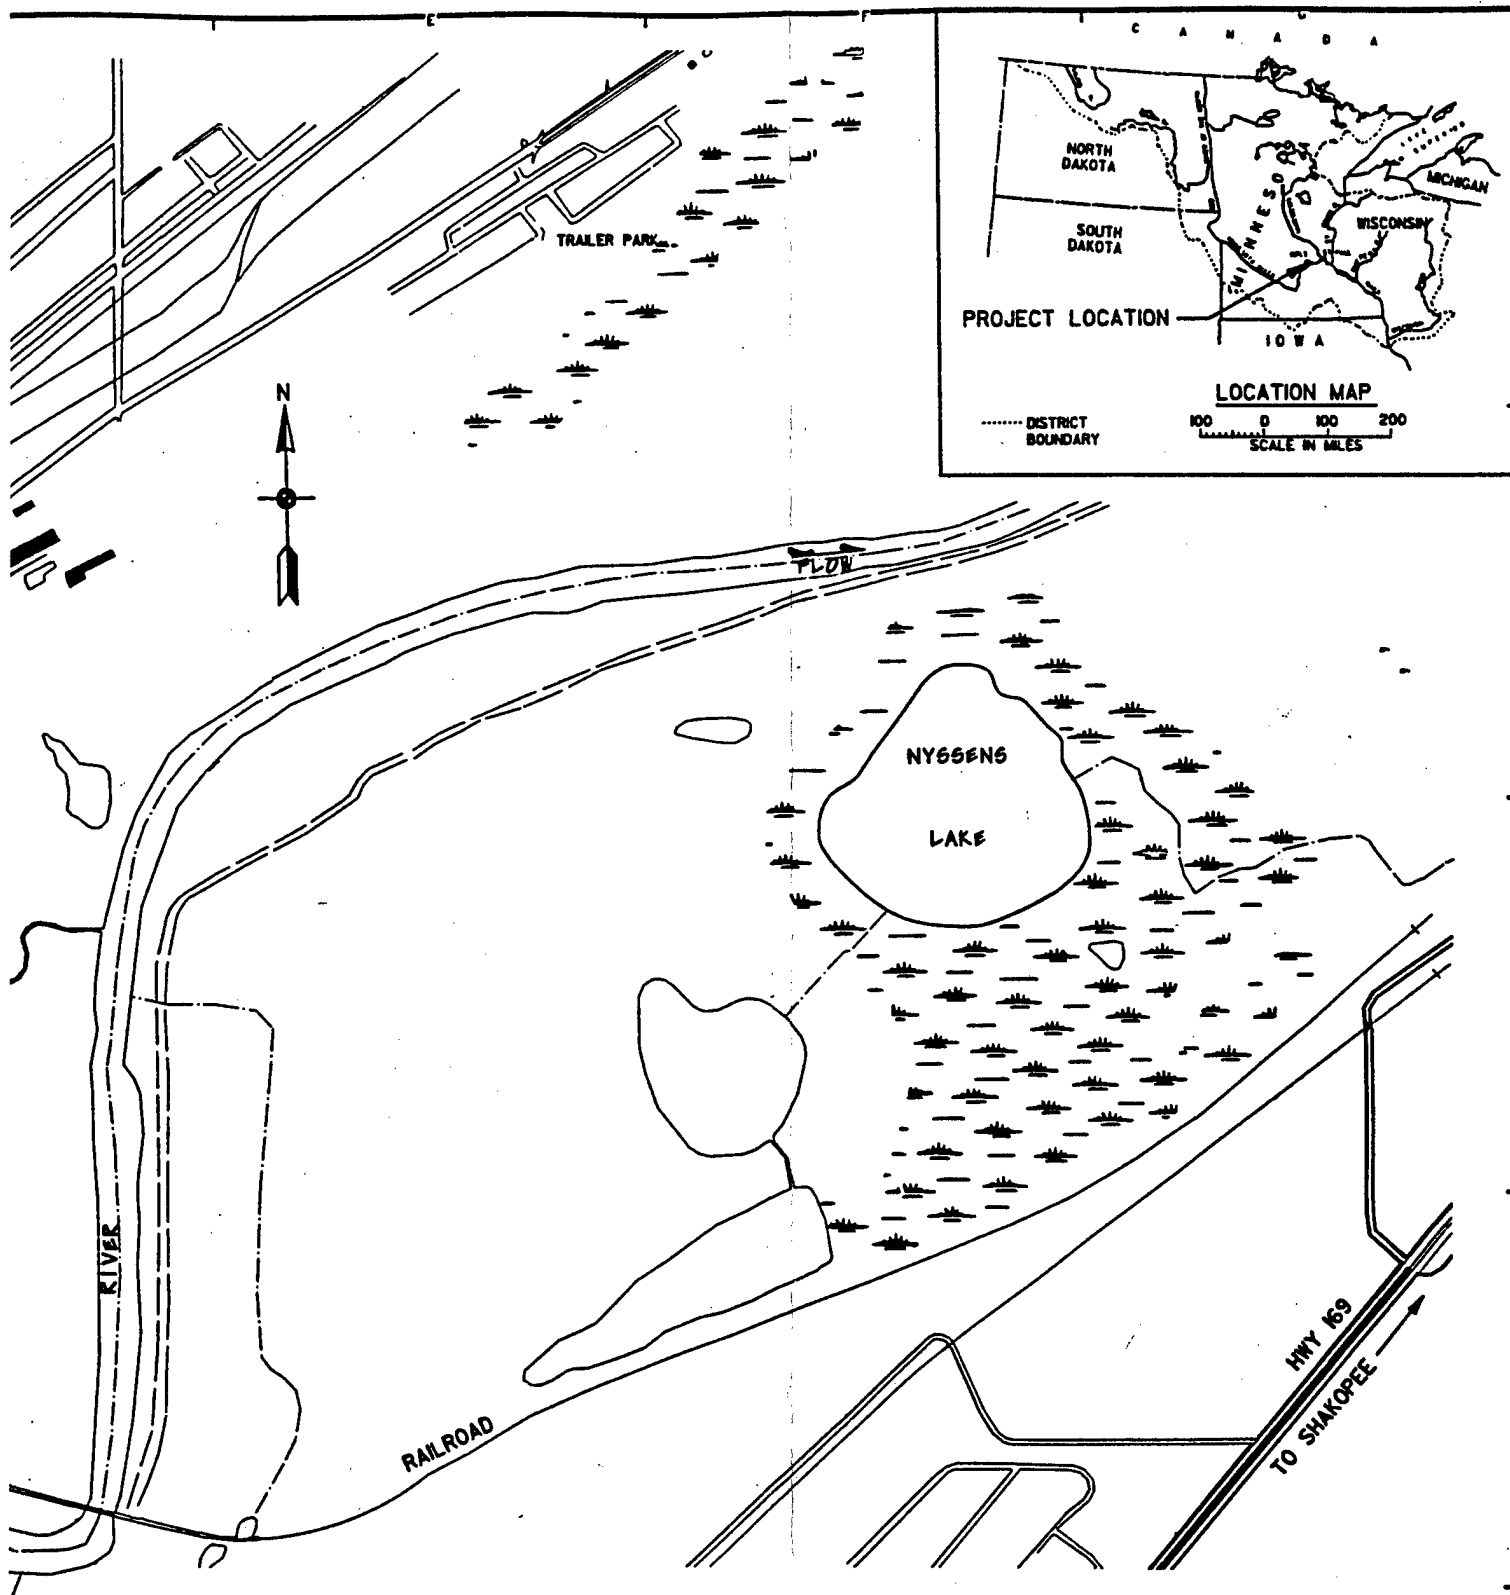 E
F
G
C A N A D A
NORTH
DAKOTA
MINNESOTA
MICHIGAN
WISCONSIN
SOUTH
DAKOTA
TRAILER PARK
PROJECT LOCATION
IOWA
N
LOCATION MAP
DISTRICT
BOUNDARY
100 0 100 200
SCALE IN MILES
FLOW
NYSSENS
LAKE
RIVER
HWY 169
TO SHAKOPEE
RAILROAD